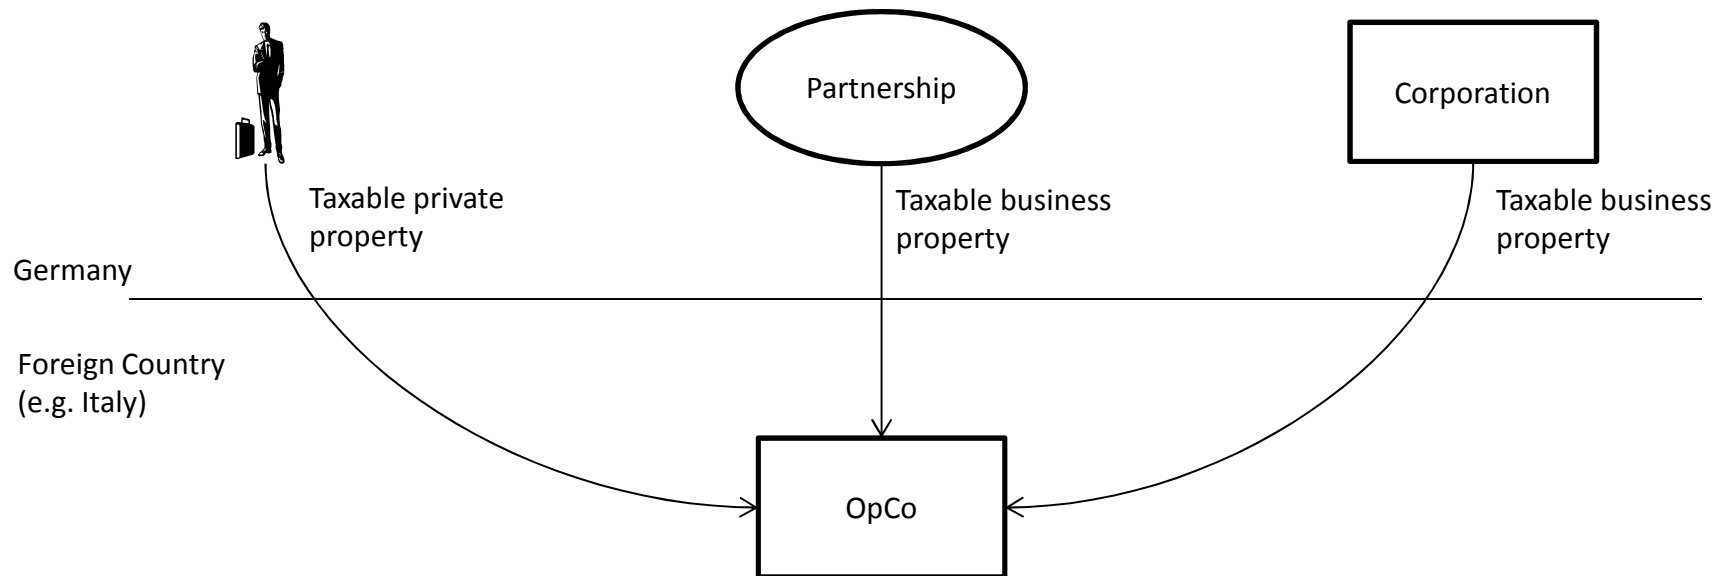 Partnership
Corporation
Taxable private
property
Taxable business
property
Taxable business
property
Germany
Foreign Country
(e.g. Italy)
OpCo